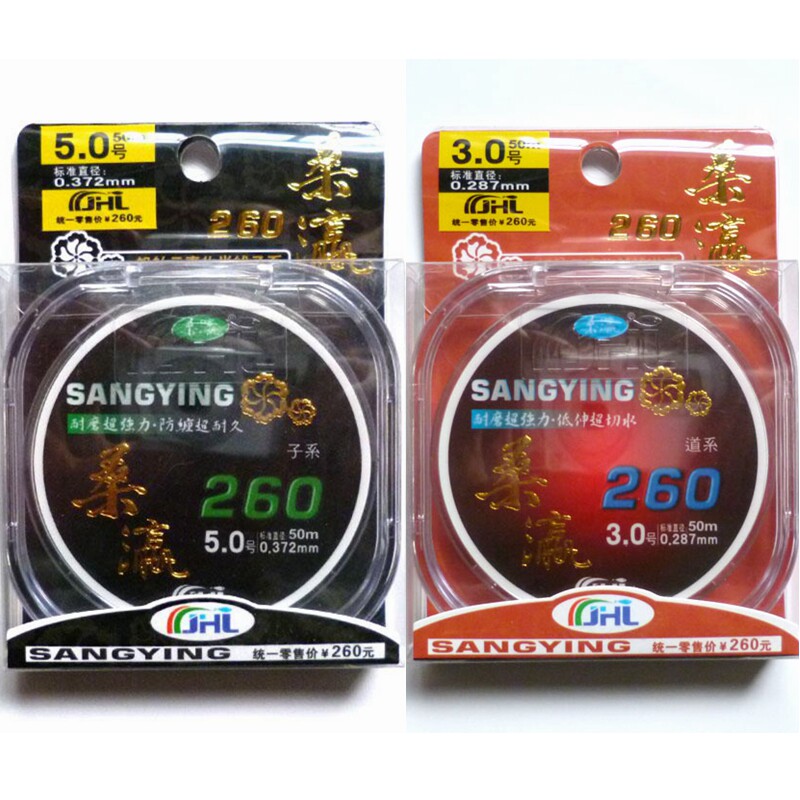 5.0 50m
号
标准直径:
0.372mm
JHL
统一零售价¥260元
桑
瀛
260
SANGYING
耐磨超強力·防纏超耐久
子系
桑
瀛
260
5.0号 标准直径 50m
0.372mm
JHL
SANGYING 统一零售价¥260元
3.0 50m
号
标准直径:
0.287mm
JHL
统一零售价¥260元
桑
瀛
260
SANGYING
耐磨超強力·低伸超切水
道系
桑
瀛
260
3.0号 标准直径 50m
0.287mm
JHL
SANGYING 统一零售价¥260元